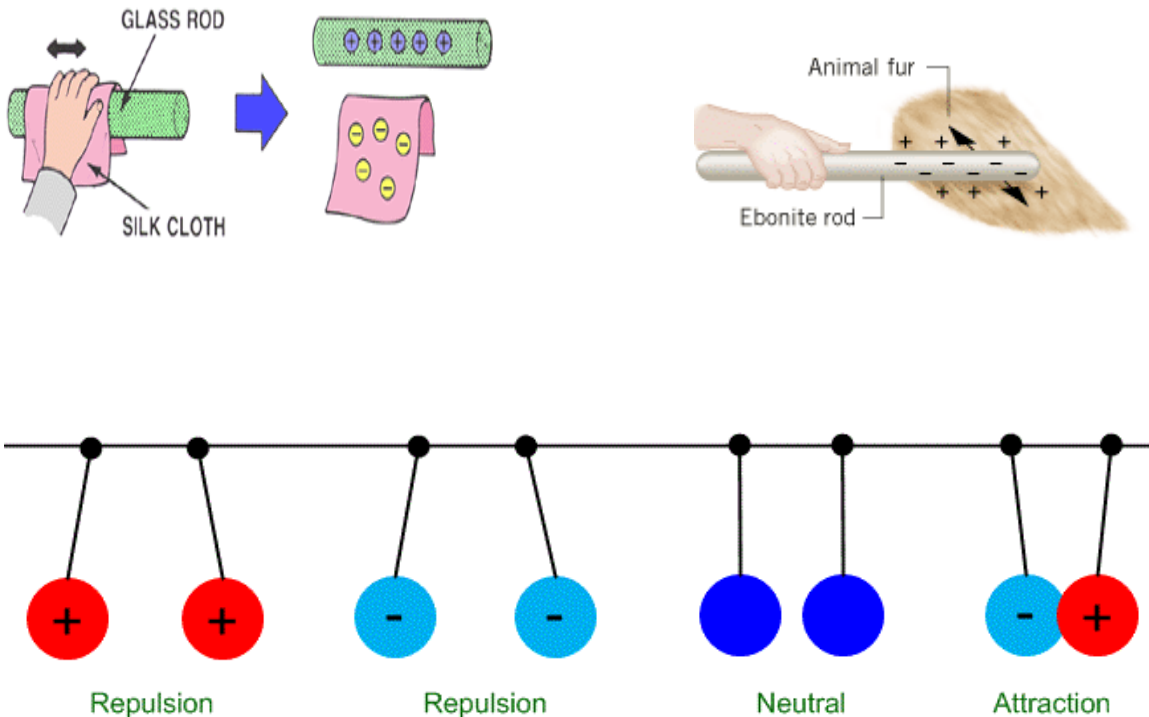 GLASS ROD
SILK CLOTH
+ + + + +
− − − − −
Animal fur
+ + +
- - - -
- - -
+ + +
Ebonite rod
+ + - - - +
Repulsion Repulsion Neutral Attraction